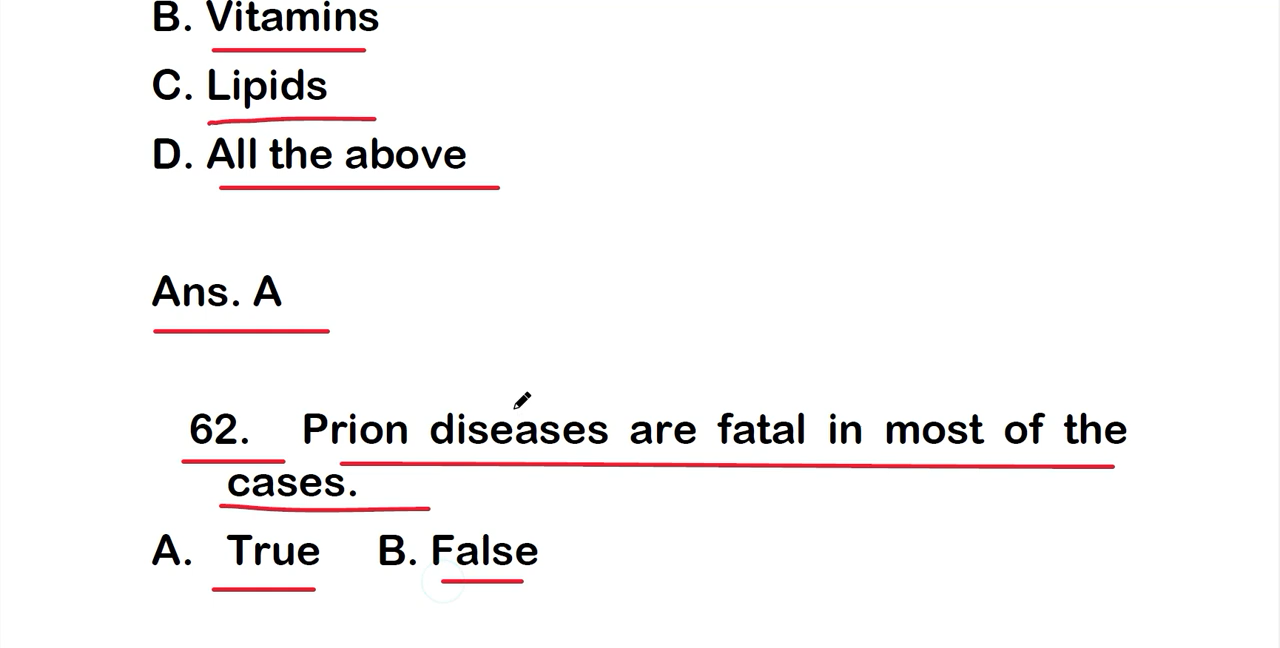 B. Vitamins
C. Lipids
D. All the above
Ans. A
62. Prion diseases are fatal in most of the
cases.
A. True B. False